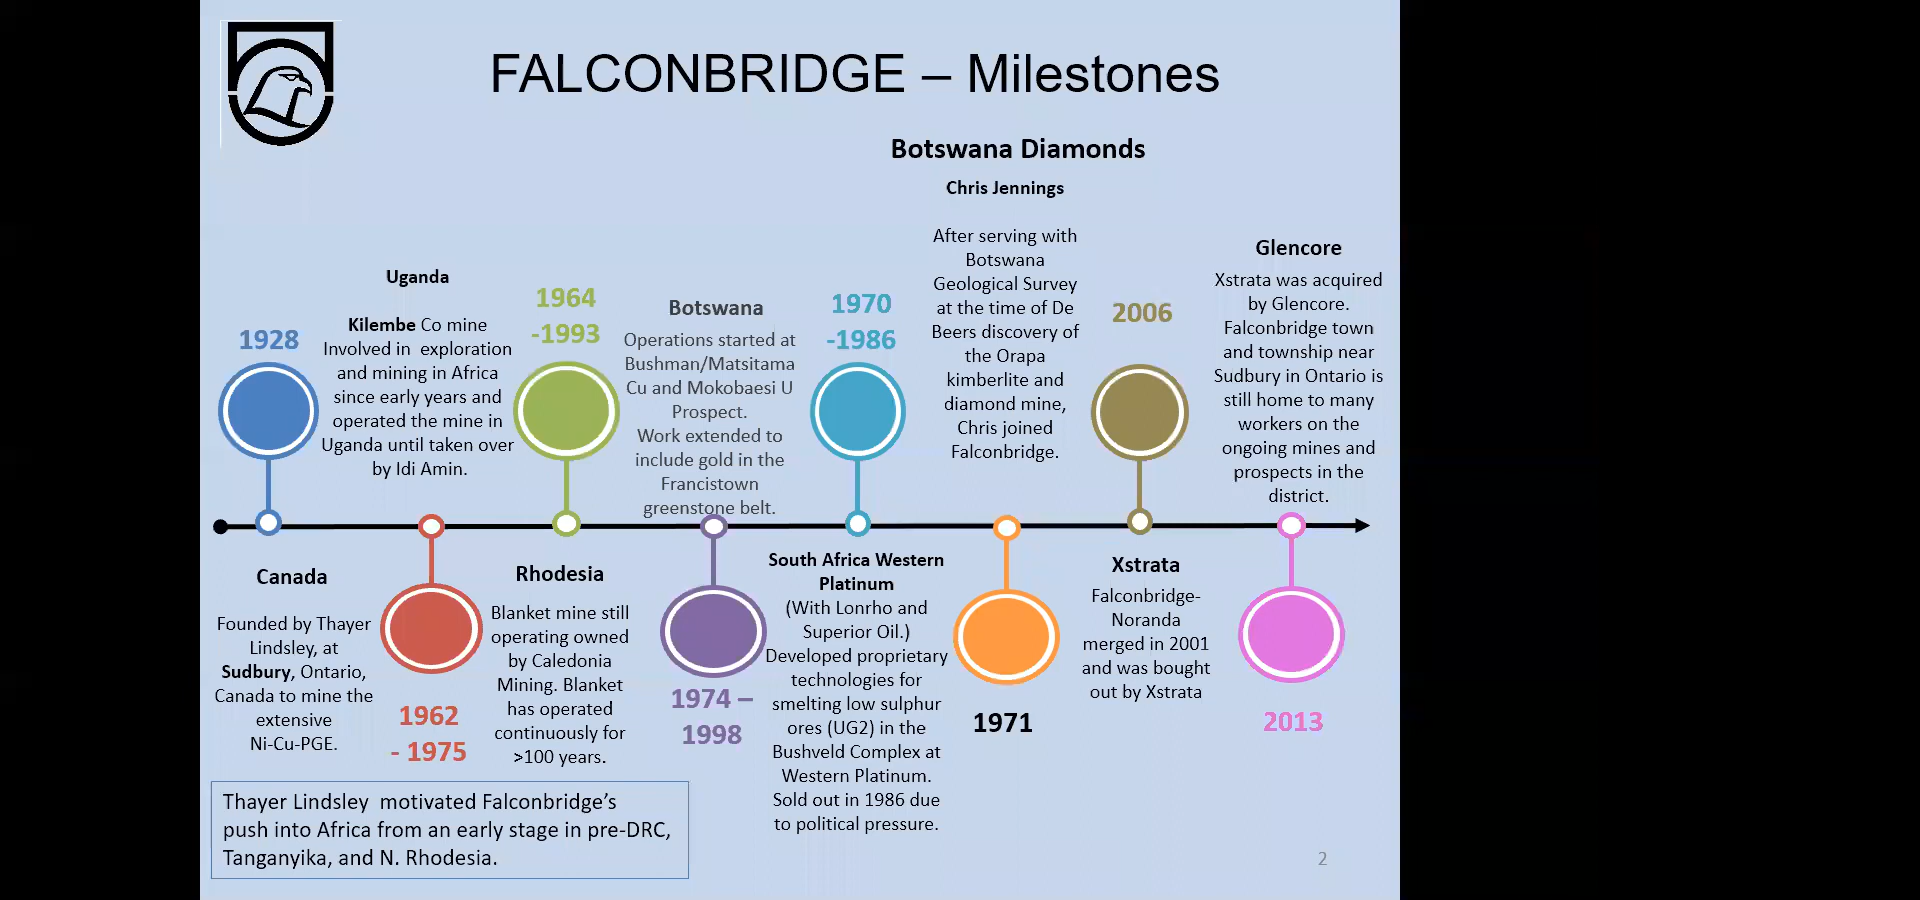 FALCONBRIDGE – Milestones
Botswana Diamonds
Chris Jennings
After serving with
Botswana
Geological Survey
at the time of De
Beers discovery of
the Orapa
kimberlite and
diamond mine,
Chris joined
Falconbridge.
Glencore
Xstrata was acquired
by Glencore.
Falconbridge town
and township near
Sudbury in Ontario is
still home to many
workers on the
ongoing mines and
prospects in the
district.
1928
Uganda
Kilembe Co mine
Involved in exploration
and mining in Africa
since early years and
operated the mine in
Uganda until taken over
by Idi Amin.
1964
-1993
Botswana
Operations started at
Bushman/Matsitama
Cu and Mokobaesi U
Prospect.
Work extended to
include gold in the
Francistown
greenstone belt.
1970
-1986
2006
Canada
Founded by Thayer
Lindsley, at
Sudbury, Ontario,
Canada to mine the
extensive
Ni-Cu-PGE.
1962
- 1975
Rhodesia
Blanket mine still
operating owned
by Caledonia
Mining. Blanket
has operated
continuously for
>100 years.
1974 –
1998
South Africa Western
Platinum
(With Lonrho and
Superior Oil.)
Developed proprietary
technologies for
smelting low sulphur
ores (UG2) in the
Bushveld Complex at
Western Platinum.
Sold out in 1986 due
to political pressure.
1971
Xstrata
Falconbridge-
Noranda
merged in 2001
and was bought
out by Xstrata
2013
Thayer Lindsley motivated Falconbridge’s
push into Africa from an early stage in pre-DRC,
Tanganyika, and N. Rhodesia.
2